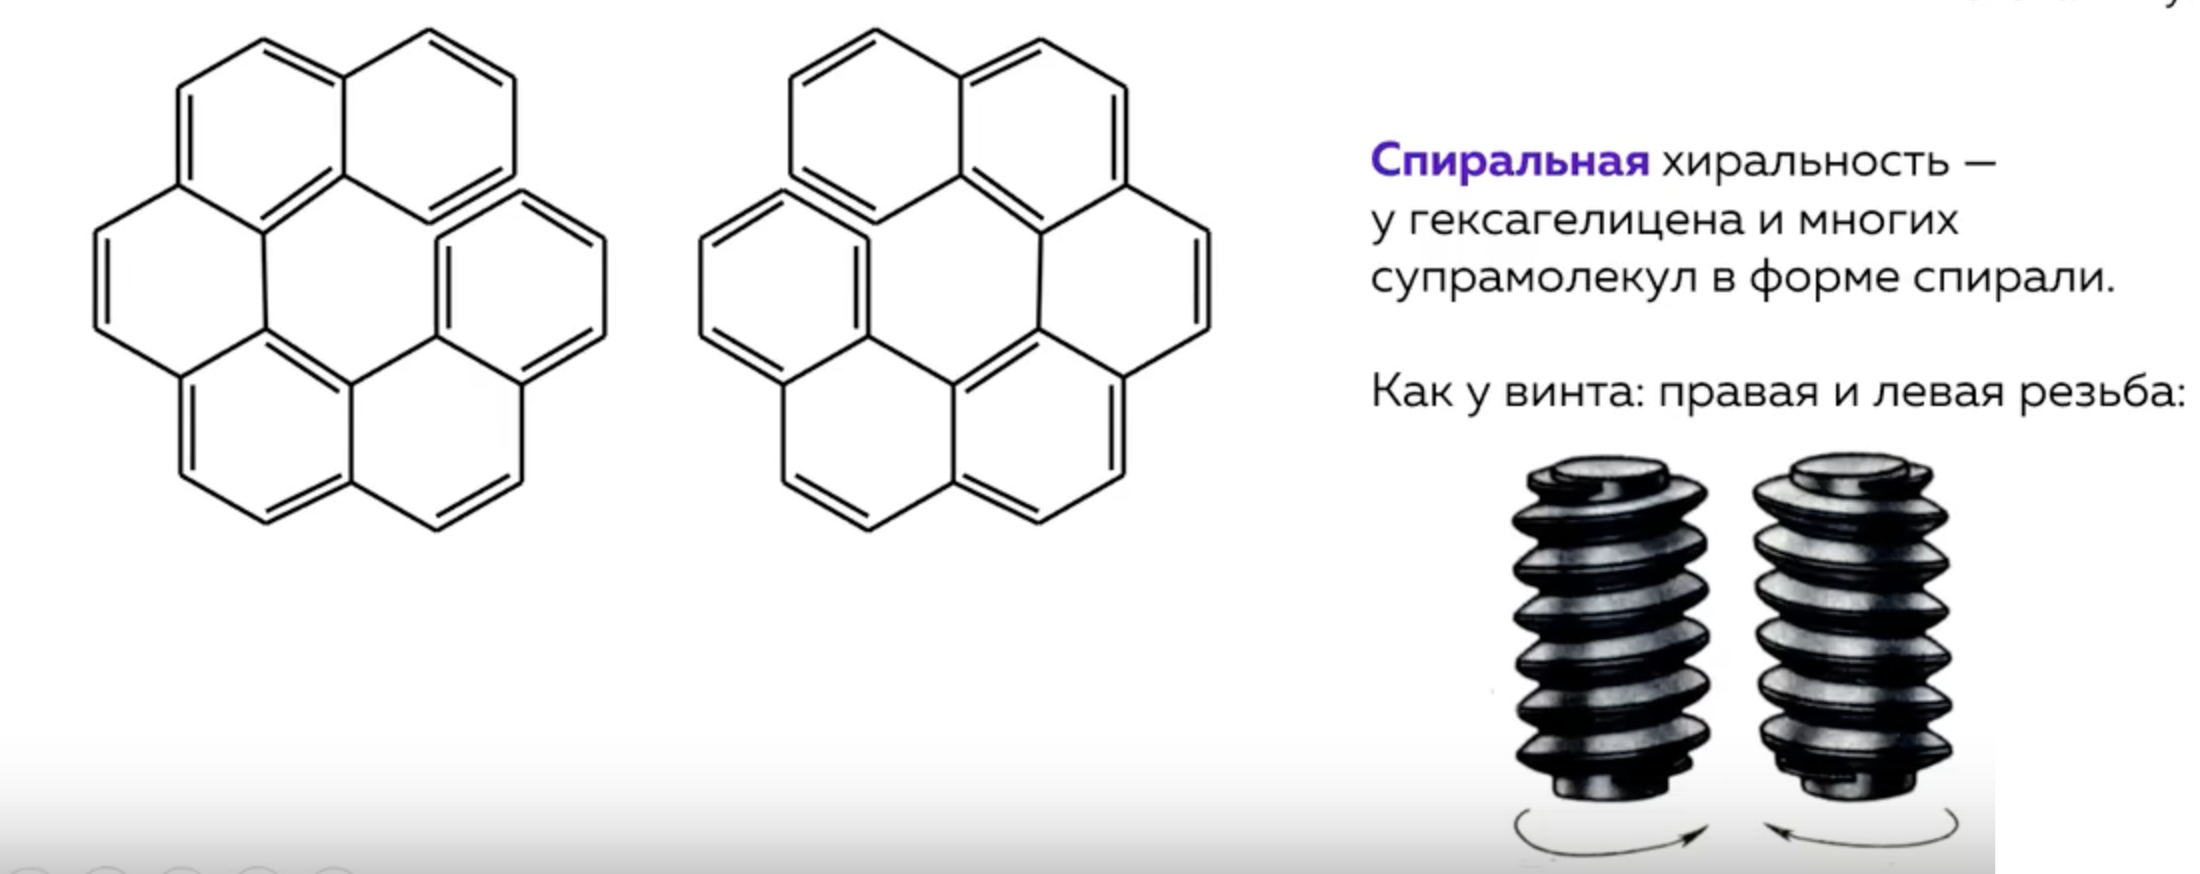 Спиральная хиральность —
у гексагелицена и многих
супрамолекул в форме спирали.
Как у винта: правая и левая резьба: